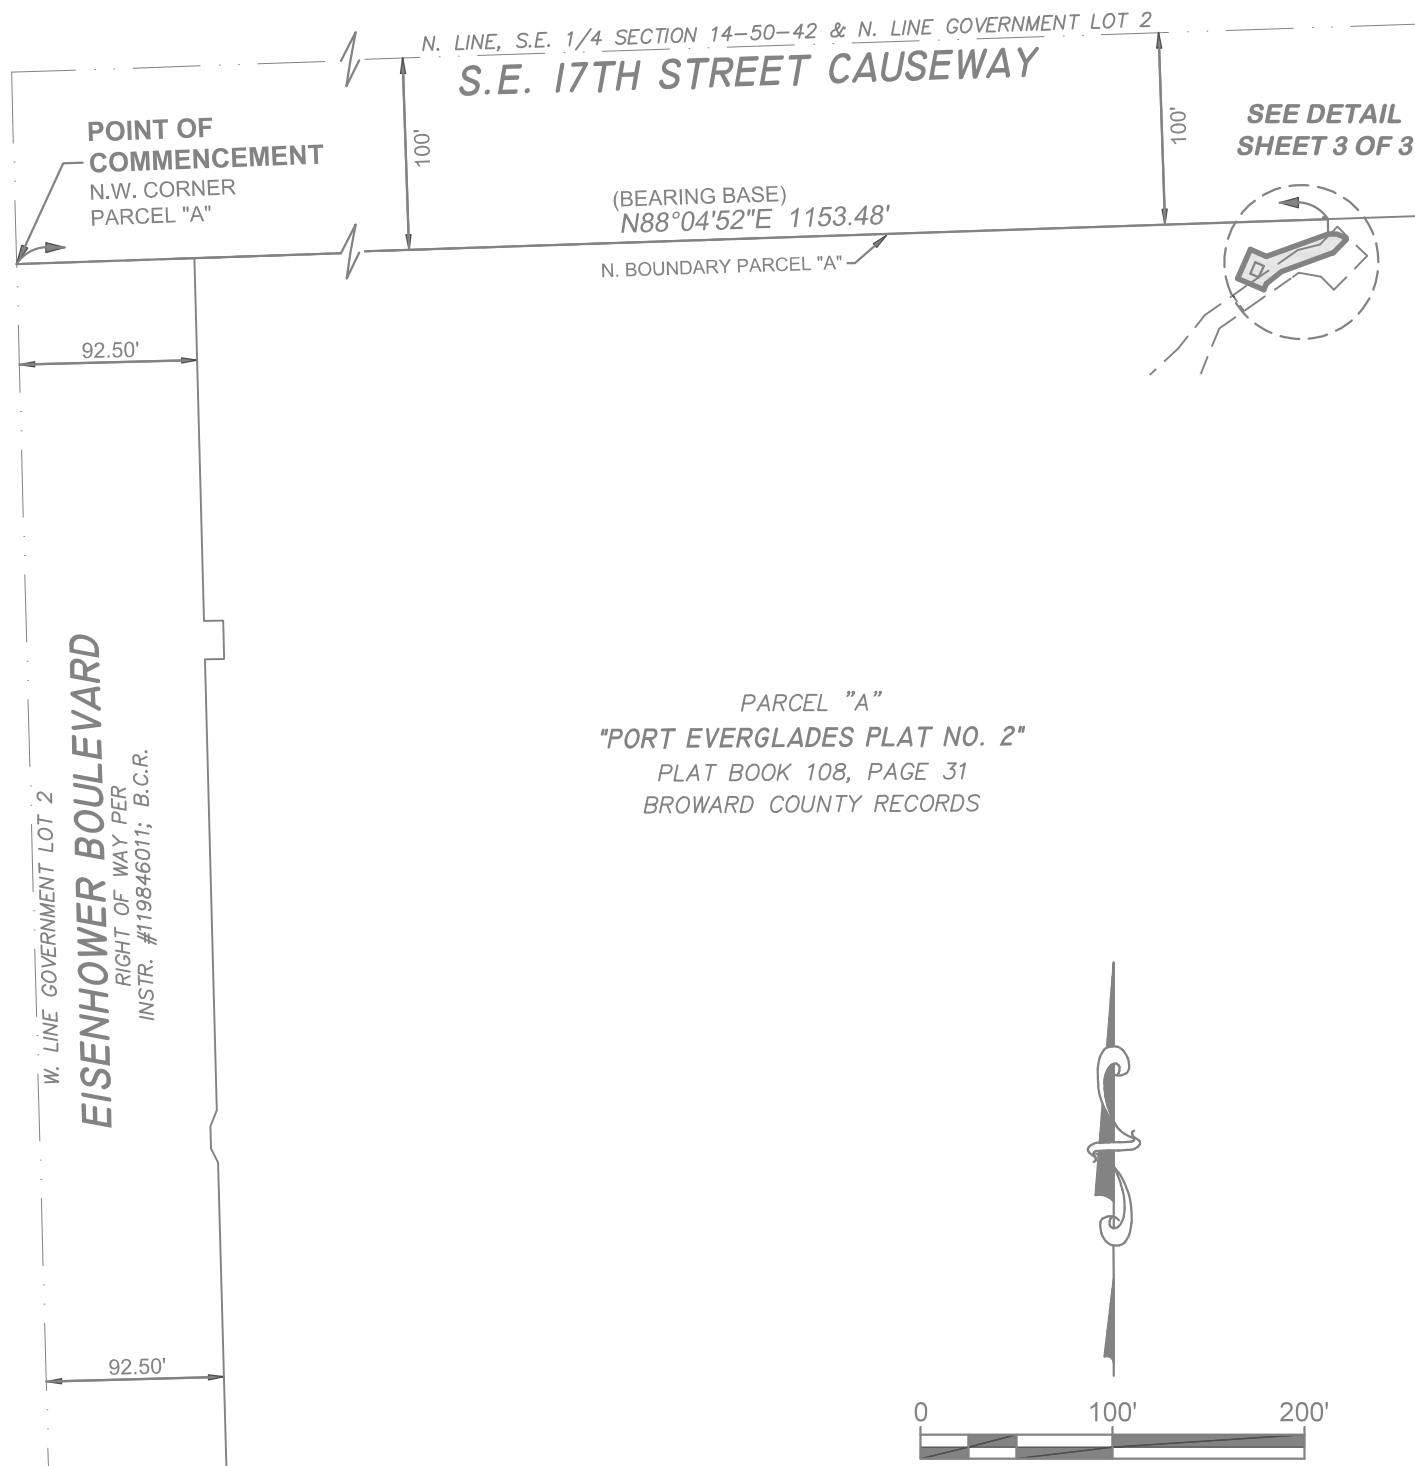 N. LINE, S.E. 1/4 SECTION 14-50-42 & N. LINE GOVERNMENT LOT 2
S.E. 17TH STREET CAUSEWAY
POINT OF
COMMENCEMENT
N.W. CORNER
PARCEL "A"
100'
100'
SEE DETAIL
SHEET 3 OF 3
(BEARING BASE)
N88°04'52"E 1153.48'
N. BOUNDARY PARCEL "A"
92.50'
W. LINE GOVERNMENT LOT 2
EISENHOWER BOULEVARD
RIGHT OF WAY PER
INSTR. #119846011; B.C.R.
PARCEL "A"
"PORT EVERGLADES PLAT NO. 2"
PLAT BOOK 108, PAGE 31
BROWARD COUNTY RECORDS
92.50'
0 100' 200'